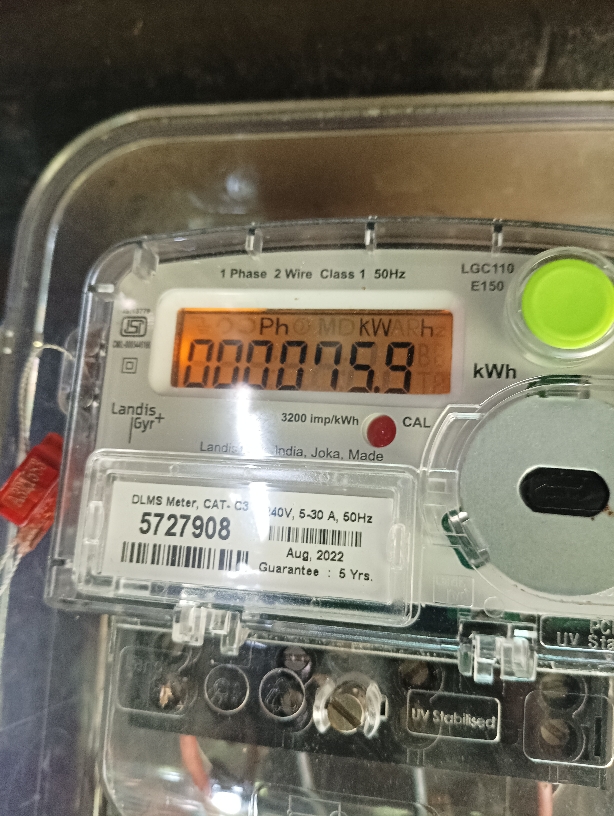 1 Phase 2 Wire Class 1 50Hz
LGC110
E150
Ph MD kW h
0000075.9
kWh
Landis
Gyr+
3200 imp/kWh
CAL
India, Joka, Made
DLMS Meter, CAT- C3 240V, 5-30 A, 50Hz
5727908
Aug, 2022
Guarantee : 5 Yrs.
UV Stabilised